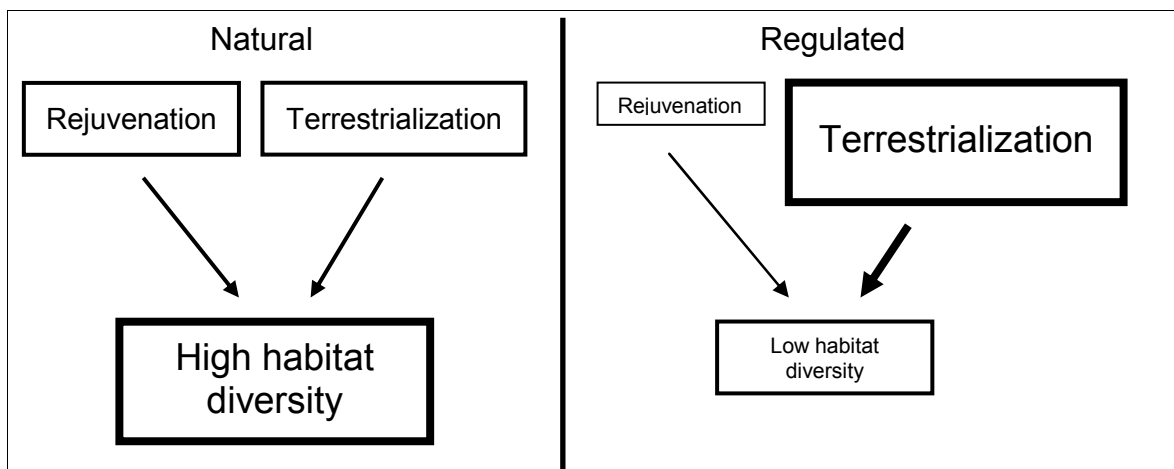 Natural
Rejuvenation
Terrestrialization
High habitat
diversity
Regulated
Rejuvenation
Terrestrialization
Low habitat
diversity